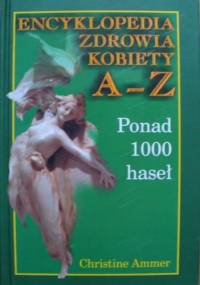 ENCYKLOPEDIA
ZDROWIA
KOBIETY
A-Z
Ponad
1000
haseł
Christine Ammer